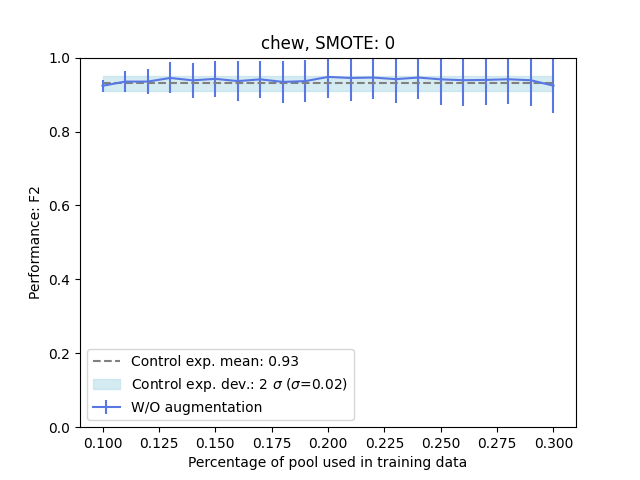 chew, SMOTE: 0
1.0
0.8
0.6
0.4
0.2
0.0
Performance: F2
Control exp. mean: 0.93
Control exp. dev.: 2 σ (σ=0.02)
W/O augmentation
0.100 0.125 0.150 0.175 0.200 0.225 0.250 0.275 0.300
Percentage of pool used in training data